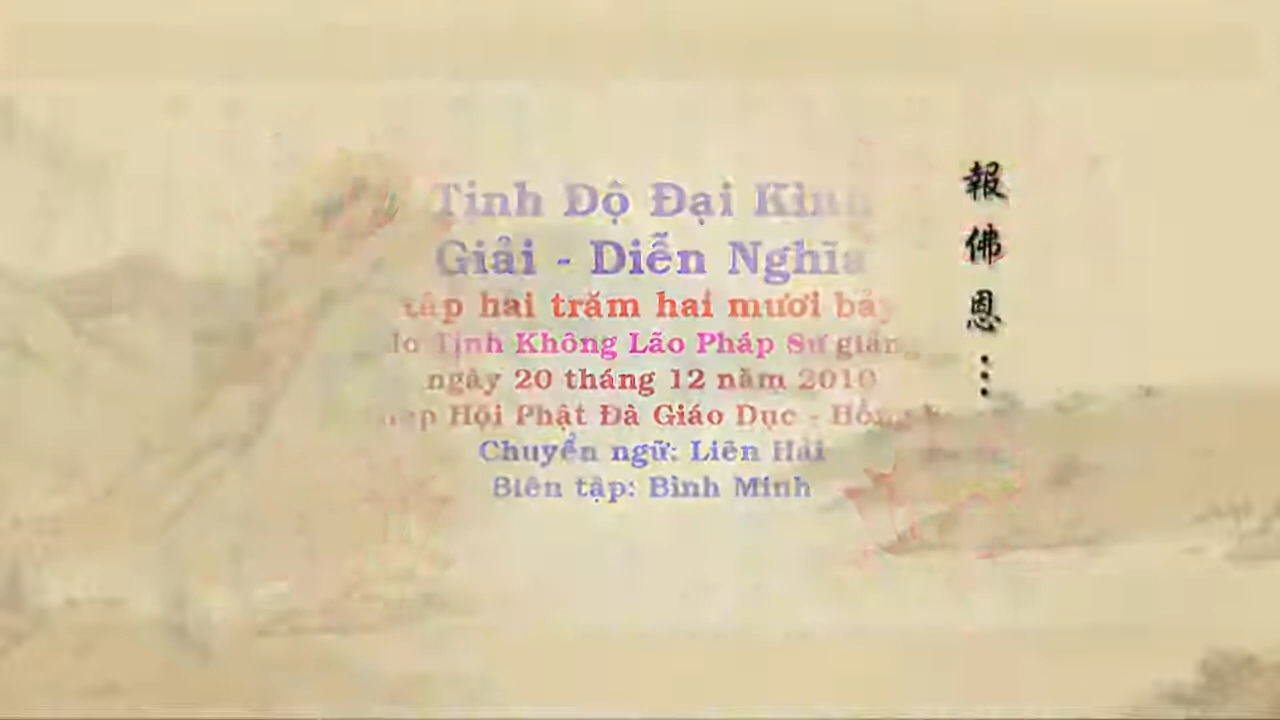 Tịnh Độ Đại Kinh
Giải - Diễn Nghĩa
tập hai trăm hai mươi bảy
Tịnh Không Lão Pháp Sư giảng
ngày 20 tháng 12 năm 2010
Hội Phật Đà Giáo Dục -
Chuyển ngữ: Liên Hải
Biên tập: Bình Minh
報佛恩...